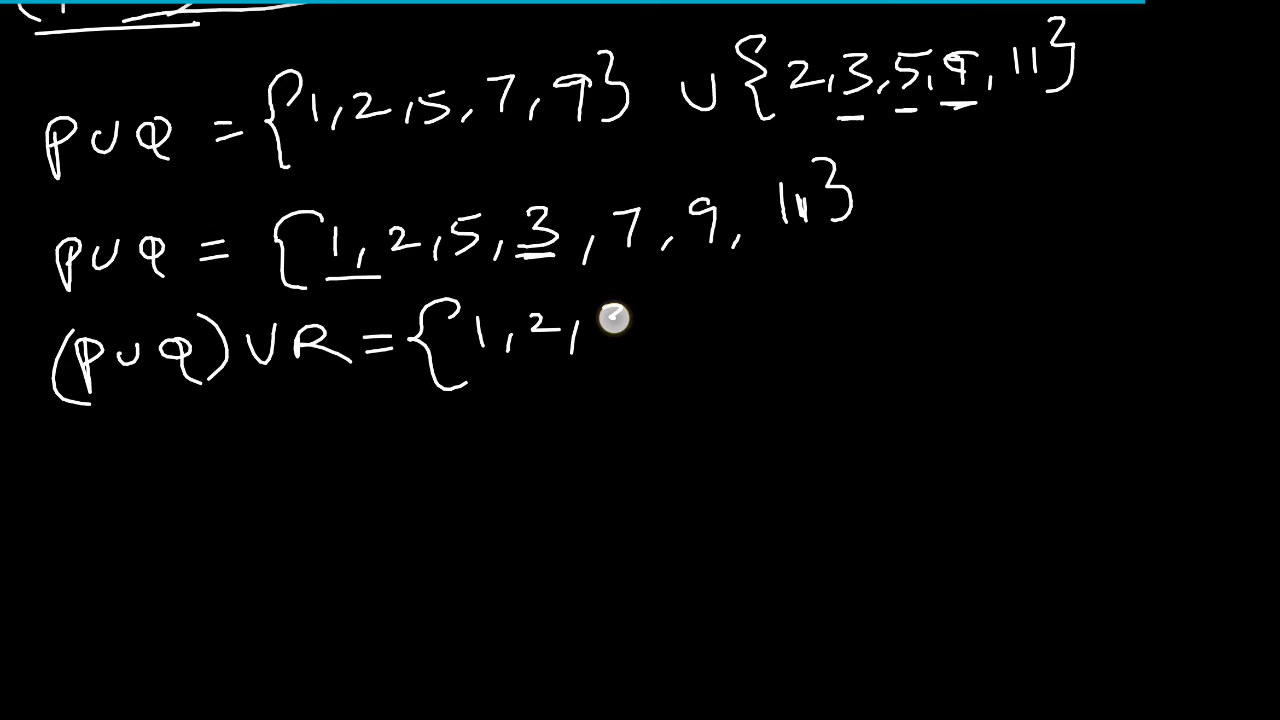 P ∪ Q = {1, 2, 5, 7, 9} ∪ {2, 3, 5, 9, 11}
P ∪ Q = {1, 2, 5, 3, 7, 9, 11}
(P ∪ Q) ∪ R = {1, 2,